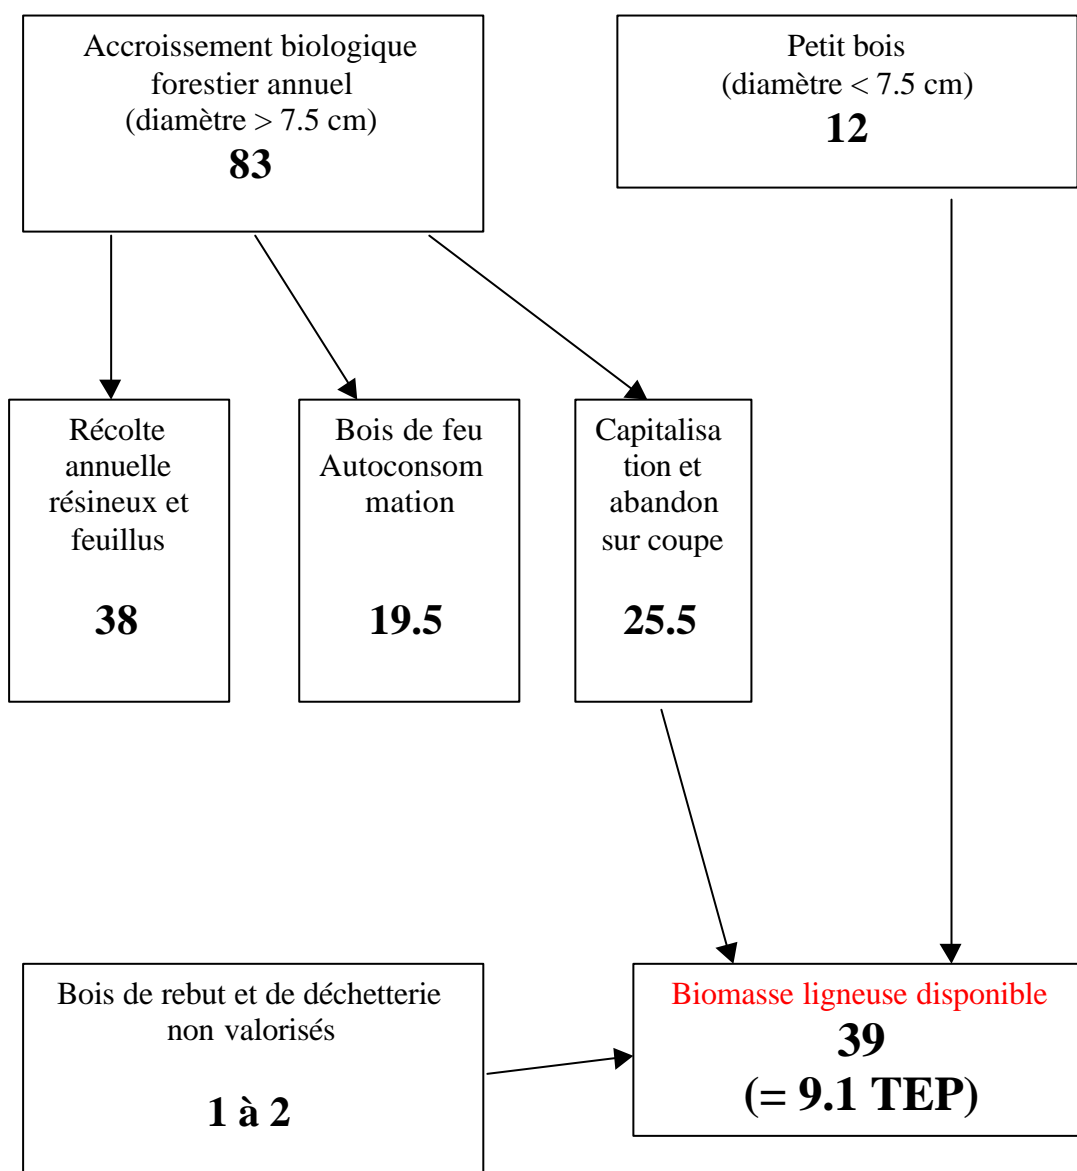 Accroissement biologique
forestier annuel
(diamètre > 7.5 cm)
83
Petit bois
(diamètre < 7.5 cm)
12
Récolte
annuelle
résineux et
feuillus
38
Bois de feu
Autoconsom
mation
19.5
Capitalisa
tion et
abandon
sur coupe
25.5
Bois de rebut et de déchetterie
non valorisés
1 à 2
Biomasse ligneuse disponible
39
(= 9.1 TEP)